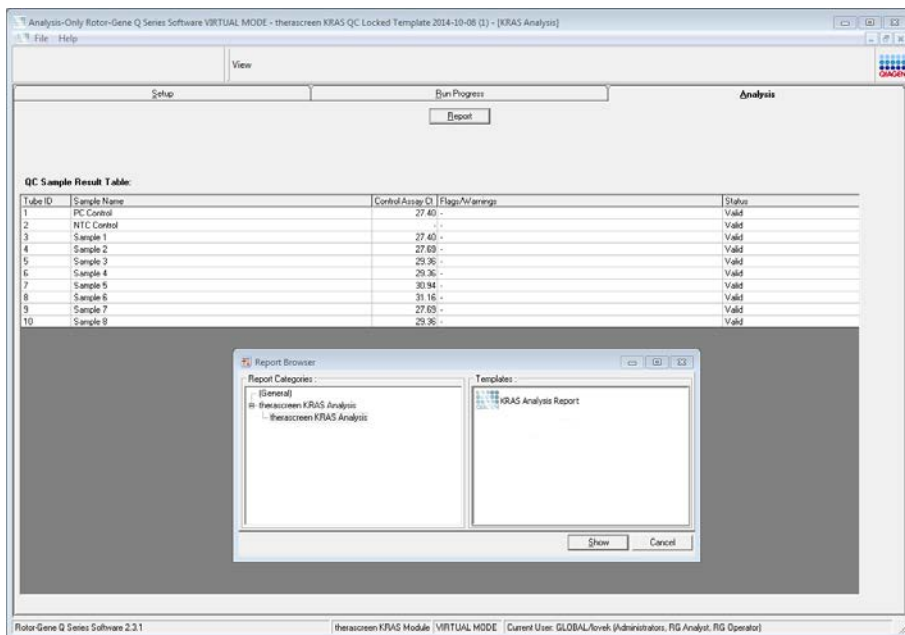 Analysis-Only Rotor-Gene Q Series Software VIRTUAL MODE - therascreen KRAS QC Locked Template 2014-10-08 (1) - [KRAS Analysis]
File Help
View
QIAGEN
Setup Run Progress Analysis
Report
QC Sample Result Table:
Tube ID Sample Name Control Assay Ct Flags/Warnings Status
1 PC Control 27.40 - Valid
2 NTC Control - - Valid
3 Sample 1 27.40 - Valid
4 Sample 2 27.69 - Valid
5 Sample 3 29.36 - Valid
6 Sample 4 29.36 - Valid
7 Sample 5 30.94 - Valid
8 Sample 6 31.16 - Valid
9 Sample 7 27.69 - Valid
10 Sample 8 29.36 - Valid
Report Browser
Report Categories : Templates :
(General)
therascreen KRAS Analysis KRAS Analysis Report
therascreen KRAS Analysis
Show Cancel
Rotor-Gene Q Series Software 2.3.1 therascreen KRAS Module VIRTUAL MODE Current User: GLOBAL/lovek (Administrators, RG Analyst, RG Operator)